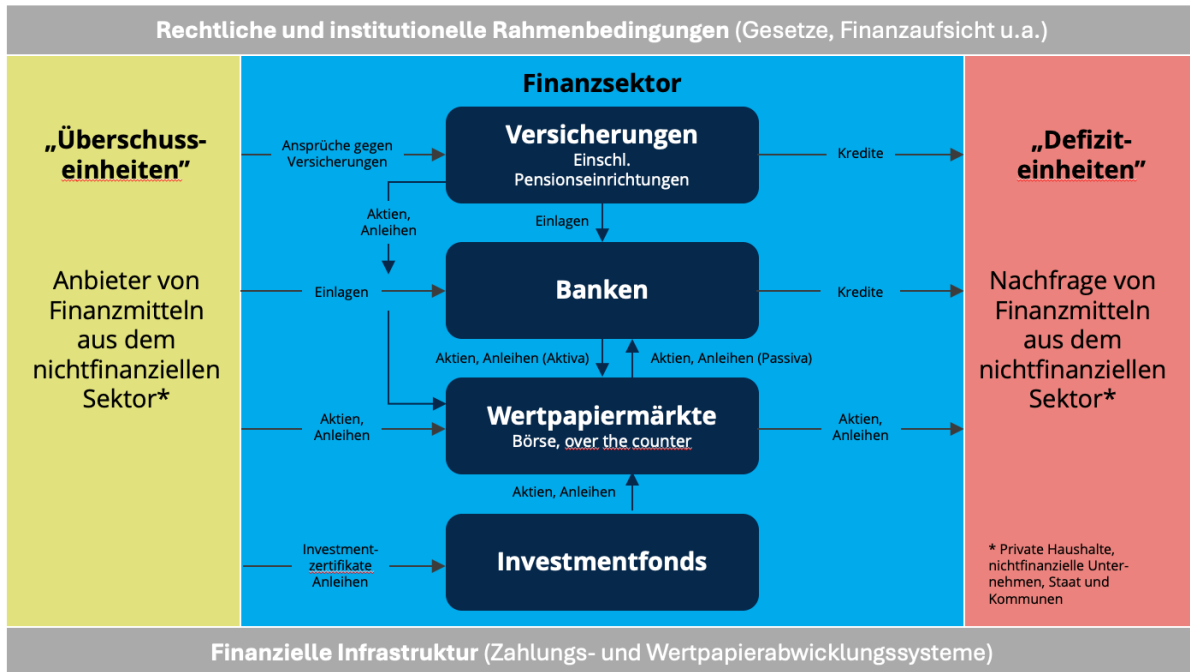 Rechtliche und institutionelle Rahmenbedingungen (Gesetze, Finanzaufsicht u.a.)
„Überschuss-
einheiten”
Anbieter von
Finanzmitteln
aus dem
nichtfinanziellen
Sektor*
Finanzsektor
Ansprüche gegen
Versicherungen
Versicherungen
Einschl.
Pensionseinrichtungen
Kredite
Aktien,
Anleihen
Einlagen
Einlagen
Banken
Kredite
Aktien, Anleihen (Aktiva)
Aktien, Anleihen (Passiva)
Aktien,
Anleihen
Wertpapiermärkte
Börse, over the counter
Aktien,
Anleihen
Aktien, Anleihen
Investment-
zertifikate
Anleihen
Investmentfonds
„Defizit-
einheiten”
Nachfrage von
Finanzmitteln
aus dem
nichtfinanziellen
Sektor*
* Private Haushalte,
nichtfinanzielle Unter-
nehmen, Staat und
Kommunen
Finanzielle Infrastruktur (Zahlungs- und Wertpapierabwicklungssysteme)